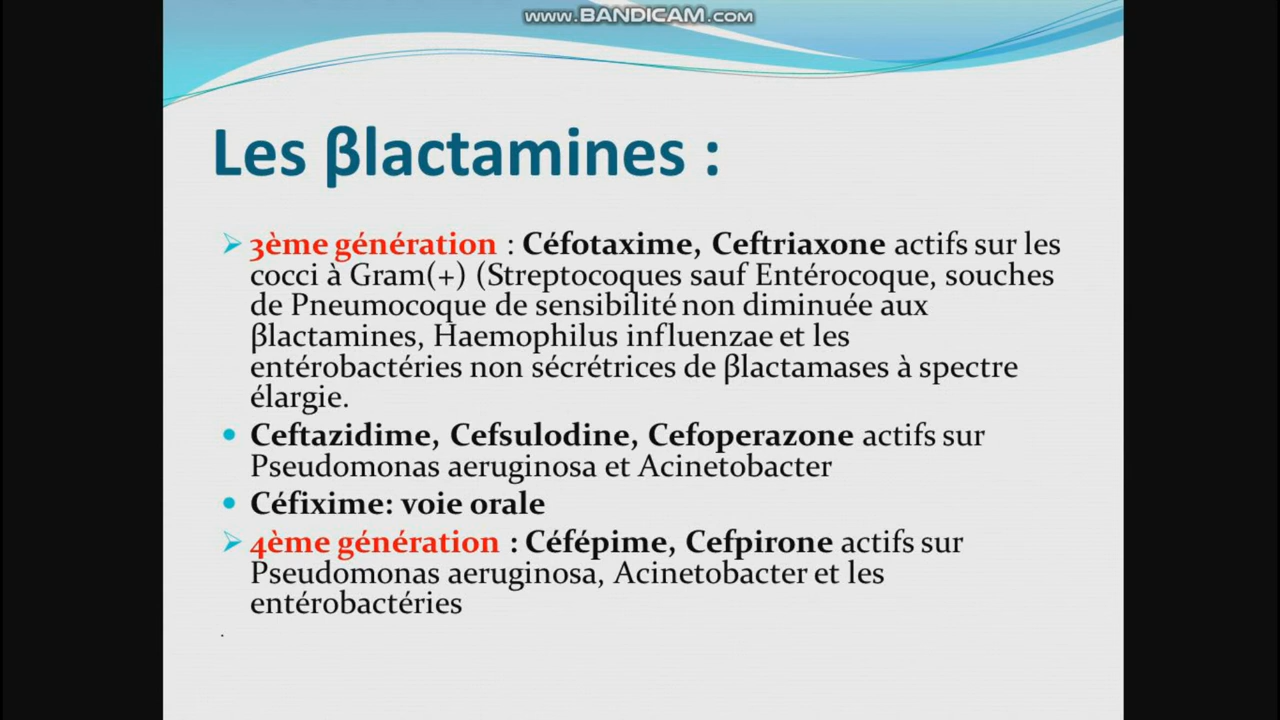 www.BANDICAM.com
Les βlactamines :
3ème génération : Céfotaxime, Ceftriaxone actifs sur les
cocci à Gram(+) (Streptocoques sauf Entérocoque, souches
de Pneumocoque de sensibilité non diminuée aux
βlactamines, Haemophilus influenzae et les
entérobactéries non sécrétrices de βlactamases à spectre
élargie.
Ceftazidime, Cefsulodine, Cefoperazone actifs sur
Pseudomonas aeruginosa et Acinetobacter
Céfixime: voie orale
4ème génération : Céfépime, Cefpirone actifs sur
Pseudomonas aeruginosa, Acinetobacter et les
entérobactéries
.